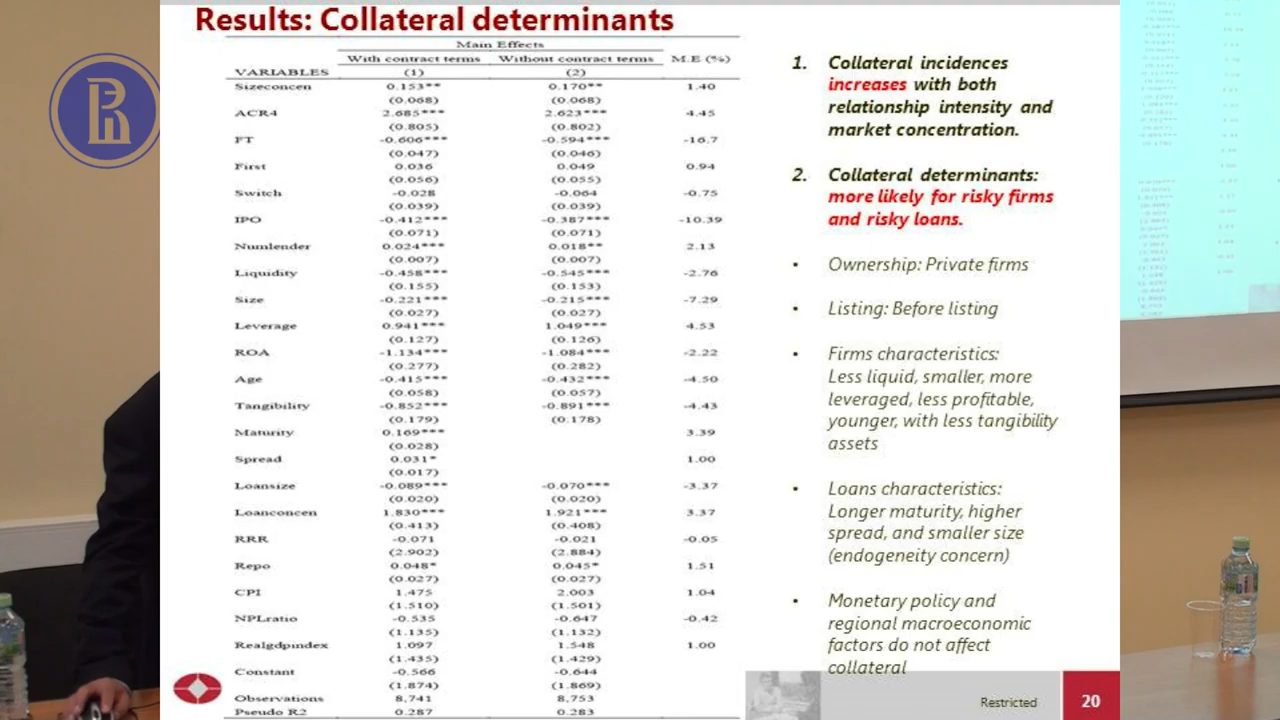 Results: Collateral determinants
Main Effects
With contract terms Without contract terms M.E (%)
VARIABLES (1) (2)
Sizeconcen 0.153** 0.170** 1.40
(0.068) (0.068)
ACR4 2.685*** 2.623*** 4.45
(0.805) (0.802)
FT -0.606*** -0.594*** -16.7
(0.047) (0.046)
First 0.036 0.049 0.94
(0.056) (0.055)
Switch -0.028 -0.064 -0.75
(0.039) (0.039)
IPO -0.412*** -0.387*** -10.39
(0.071) (0.071)
Numlender 0.024*** 0.018** 2.13
(0.007) (0.007)
Liquidity -0.458*** -0.545*** -2.76
(0.155) (0.153)
Size -0.221*** -0.215*** -7.29
(0.027) (0.027)
Leverage 0.941*** 1.049*** 4.53
(0.127) (0.126)
ROA -1.134*** -1.084*** -2.22
(0.277) (0.282)
Age -0.415*** -0.432*** -4.50
(0.058) (0.057)
Tangibility -0.852*** -0.891*** -4.43
(0.179) (0.178)
Maturity 0.169*** 3.39
(0.028)
Spread 0.031* 1.00
(0.017)
Loansize -0.089*** -0.070*** -3.37
(0.020) (0.020)
Loanconcen 1.830*** 1.921*** 3.37
(0.413) (0.408)
RRR -0.071 -0.021 -0.05
(2.902) (2.884)
Repo 0.048* 0.045* 1.51
(0.027) (0.027)
CPI 1.475 2.003 1.04
(1.510) (1.501)
NPLratio -0.535 -0.647 -0.42
(1.135) (1.132)
Realgdpindex 1.097 1.548 1.00
(1.435) (1.429)
Constant -0.566 -0.644
(1.874) (1.869)
Observations 8,741 8,753
Pseudo R2 0.287 0.283
1. Collateral incidences
increases with both
relationship intensity and
market concentration.
2. Collateral determinants:
more likely for risky firms
and risky loans.
• Ownership: Private firms
• Listing: Before listing
• Firms characteristics:
Less liquid, smaller, more
leveraged, less profitable,
younger, with less tangibility
assets
• Loans characteristics:
Longer maturity, higher
spread, and smaller size
(endogeneity concern)
• Monetary policy and
regional macroeconomic
factors do not affect
collateral
Restricted 20